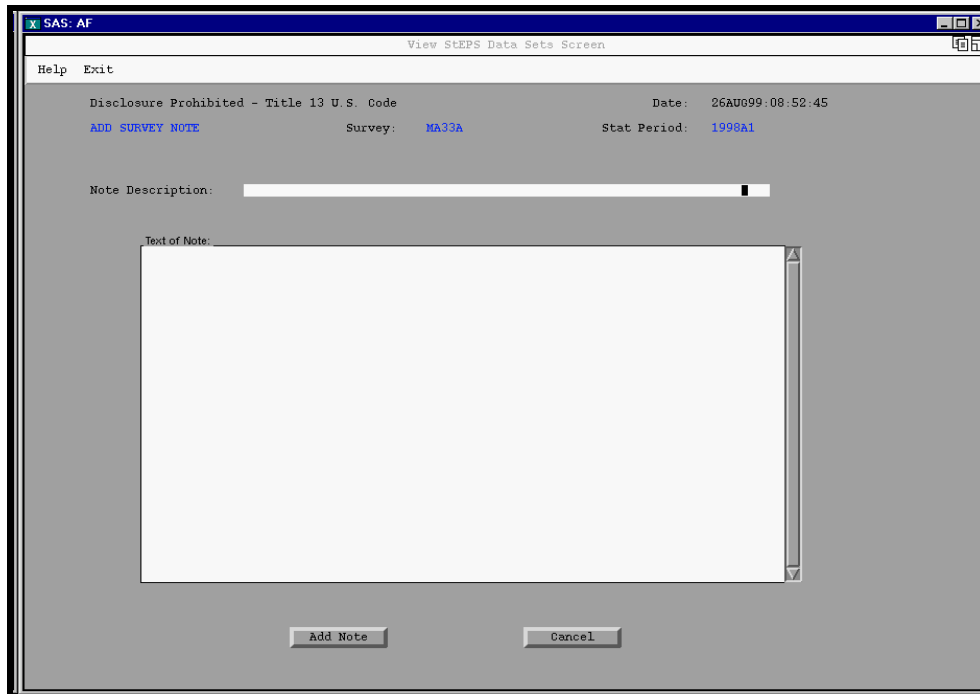 X SAS: AF
View StEPS Data Sets Screen
Help Exit
Disclosure Prohibited - Title 13 U.S. Code Date: 26AUG99:08:52:45
ADD SURVEY NOTE Survey: MA33A Stat Period: 1998A1
Note Description:
Text of Note:
Add Note Cancel